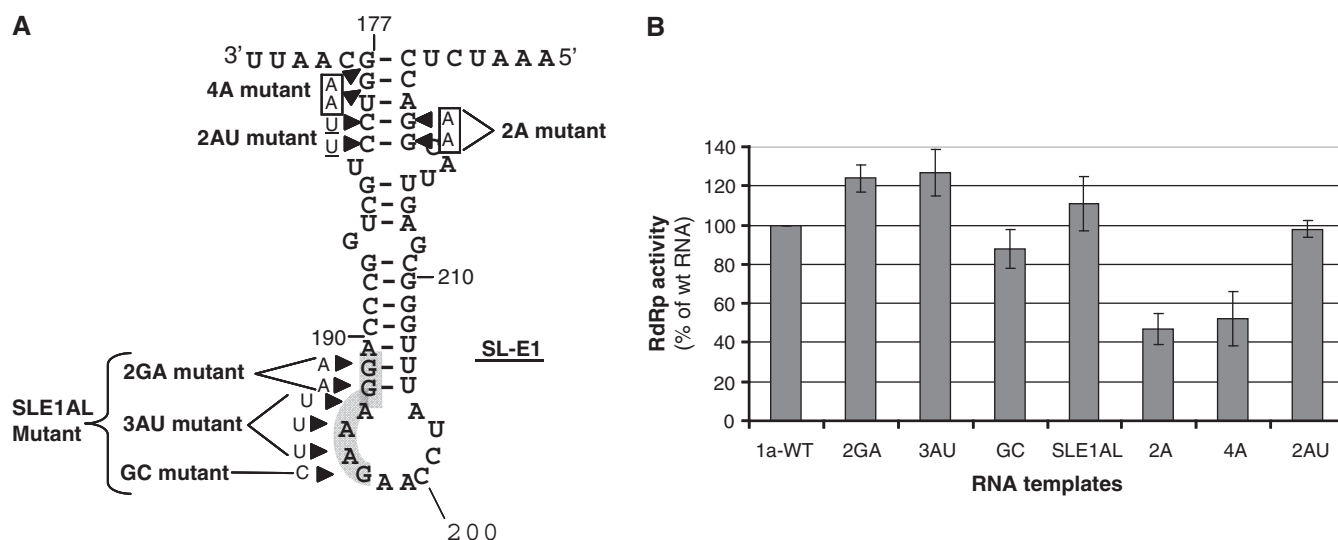 A
177
3' U U A A C G – C U C U A A A 5'
4A mutant
A G C
A U – A
2AU mutant
U C – G A
U C – G A
2A mutant
U C A
G – U U
C – G
U – A
G G
G – C
C – G 210
C – G
C – G
190 A – U
SL-E1
2GA mutant
A G – U
A G – U
SLE1AL
Mutant
3AU mutant
U A A
U A U
U A C
GC mutant
C G A A C
200
B
RdRp activity
(% of wt RNA)
140
120
100
80
60
40
20
0
1a-WT 2GA 3AU GC SLE1AL 2A 4A 2AU
RNA templates